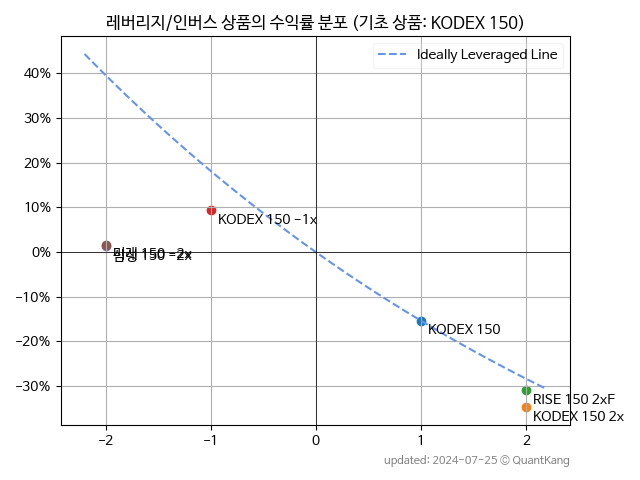 레버리지/인버스 상품의 수익률 분포 (기초 상품: KODEX 150)
Ideally Leveraged Line
40%
30%
20%
10%
0%
−10%
−20%
−30%
KODEX 150 −1x
150 −2x
KODEX 150
RISE 150 2xF
KODEX 150 2x
−2
−1
0
1
2
updated: 2024-07-25 © QuantKang